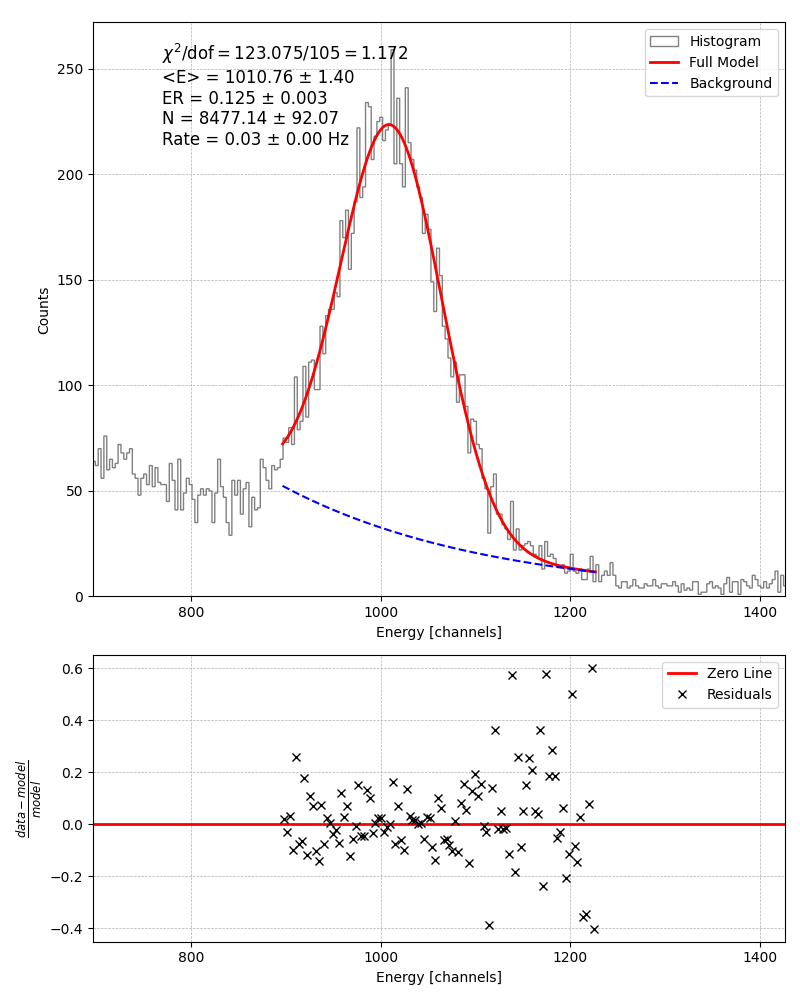 χ²/dof = 123.075/105 = 1.172
<E> = 1010.76 ± 1.40
ER = 0.125 ± 0.003
N = 8477.14 ± 92.07
Rate = 0.03 ± 0.00 Hz
Histogram
Full Model
Background
250
200
150
100
50
0
Counts
800 1000 1200 1400
Energy [channels]
Zero Line
Residuals
0.6
0.4
0.2
0.0
−0.2
−0.4
data − model
model
800 1000 1200 1400
Energy [channels]